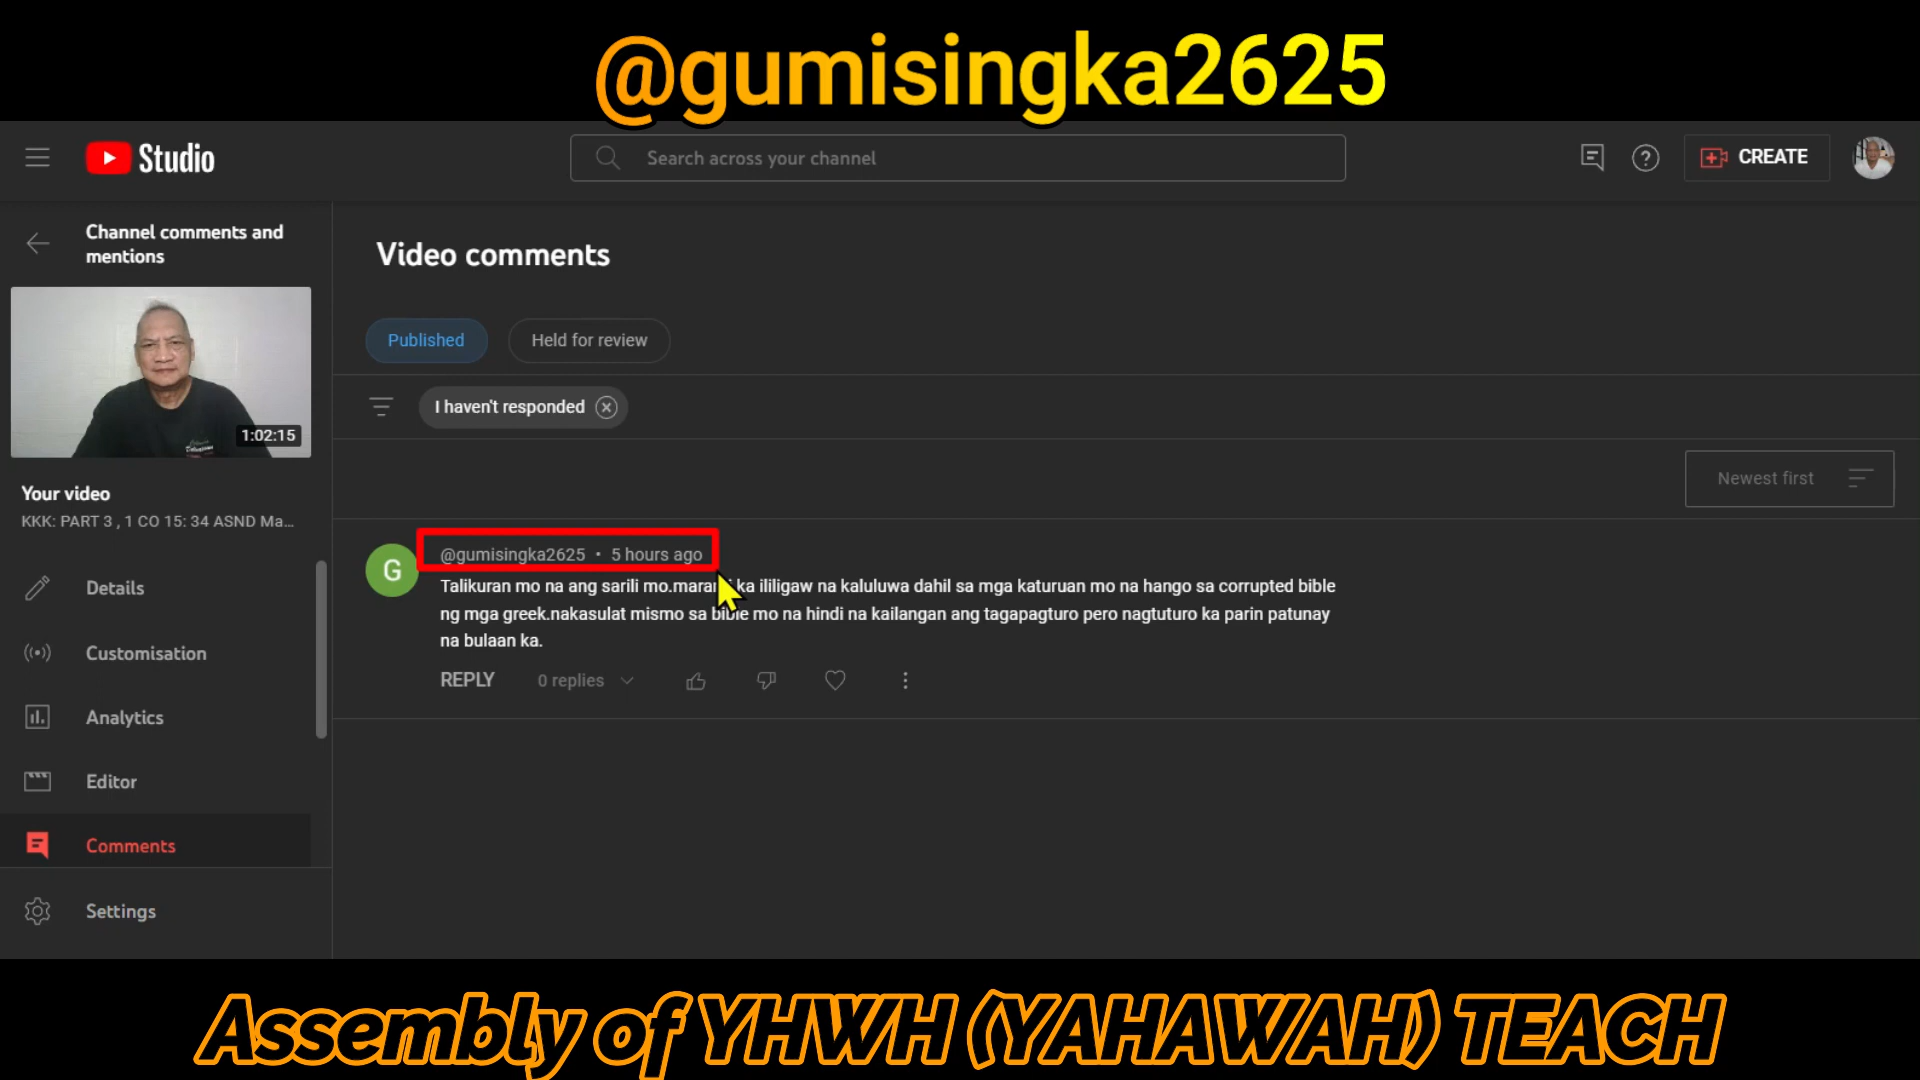 @gumisingka2625
Studio
Search across your channel
CREATE
Channel comments and
mentions
1:02:15
Your video
KKK: PART 3 , 1 CO 15: 34 ASND Ma...
Details
Customisation
Analytics
Editor
Comments
Settings
Video comments
Published
Held for review
I haven't responded
Newest first
G
@gumisingka2625 • 5 hours ago
Talikuran mo na ang sarili mo. ka ililigaw na kaluluwa dahil sa mga katuruan mo na hango sa corrupted bible
ng mga greek.nakasulat mismo sa bible mo na hindi na kailangan ang tagapagturo pero nagtuturo ka parin patunay
na bulaan ka.
REPLY
0 replies
Assembly of YHWH (YAHAWAH) TEACH